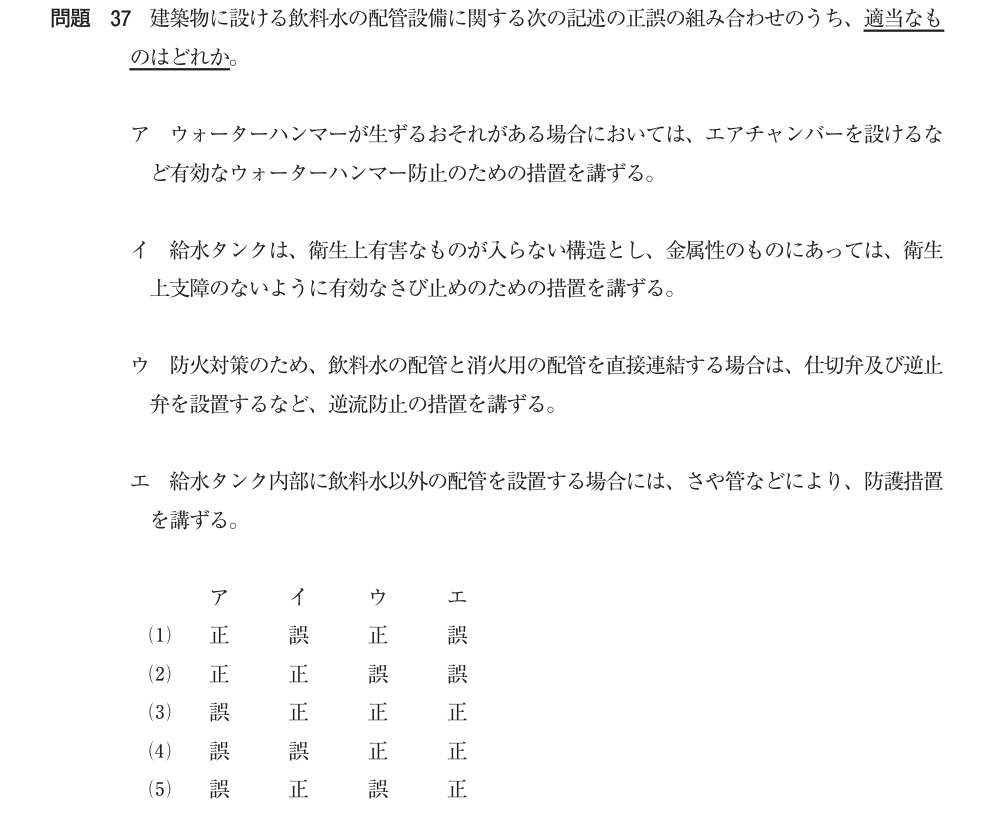 問題 37 建築物に設ける飲料水の配管設備に関する次の記述の正誤の組み合わせのうち、適当なも
のはどれか。
ア ウォーターハンマーが生ずるおそれがある場合においては、エアチャンバーを設けるな
ど有効なウォーターハンマー防止のための措置を講ずる。
イ 給水タンクは、衛生上有害なものが入らない構造とし、金属性のものにあっては、衛生
上支障のないように有効なさび止めのための措置を講ずる。
ウ 防火対策のため、飲料水の配管と消火用の配管を直接連結する場合は、仕切弁及び逆止
弁を設置するなど、逆流防止の措置を講ずる。
エ 給水タンク内部に飲料水以外の配管を設置する場合には、さや管などにより、防護措置
を講ずる。
ア イ ウ エ
(1) 正 誤 正 誤
(2) 正 正 誤 誤
(3) 誤 正 正 正
(4) 誤 誤 正 正
(5) 誤 正 誤 正